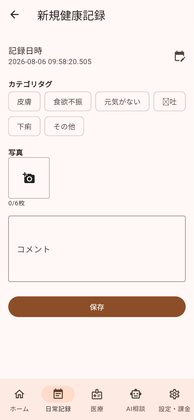 新規健康記録
記録日時
2026-08-06 09:58:20.505
カテゴリタグ
皮膚 食欲不振 元気がない 吐
下痢 その他
写真
0/6枚
コメント
保存
ホーム 日常記録 医療 AI相談 設定・課金